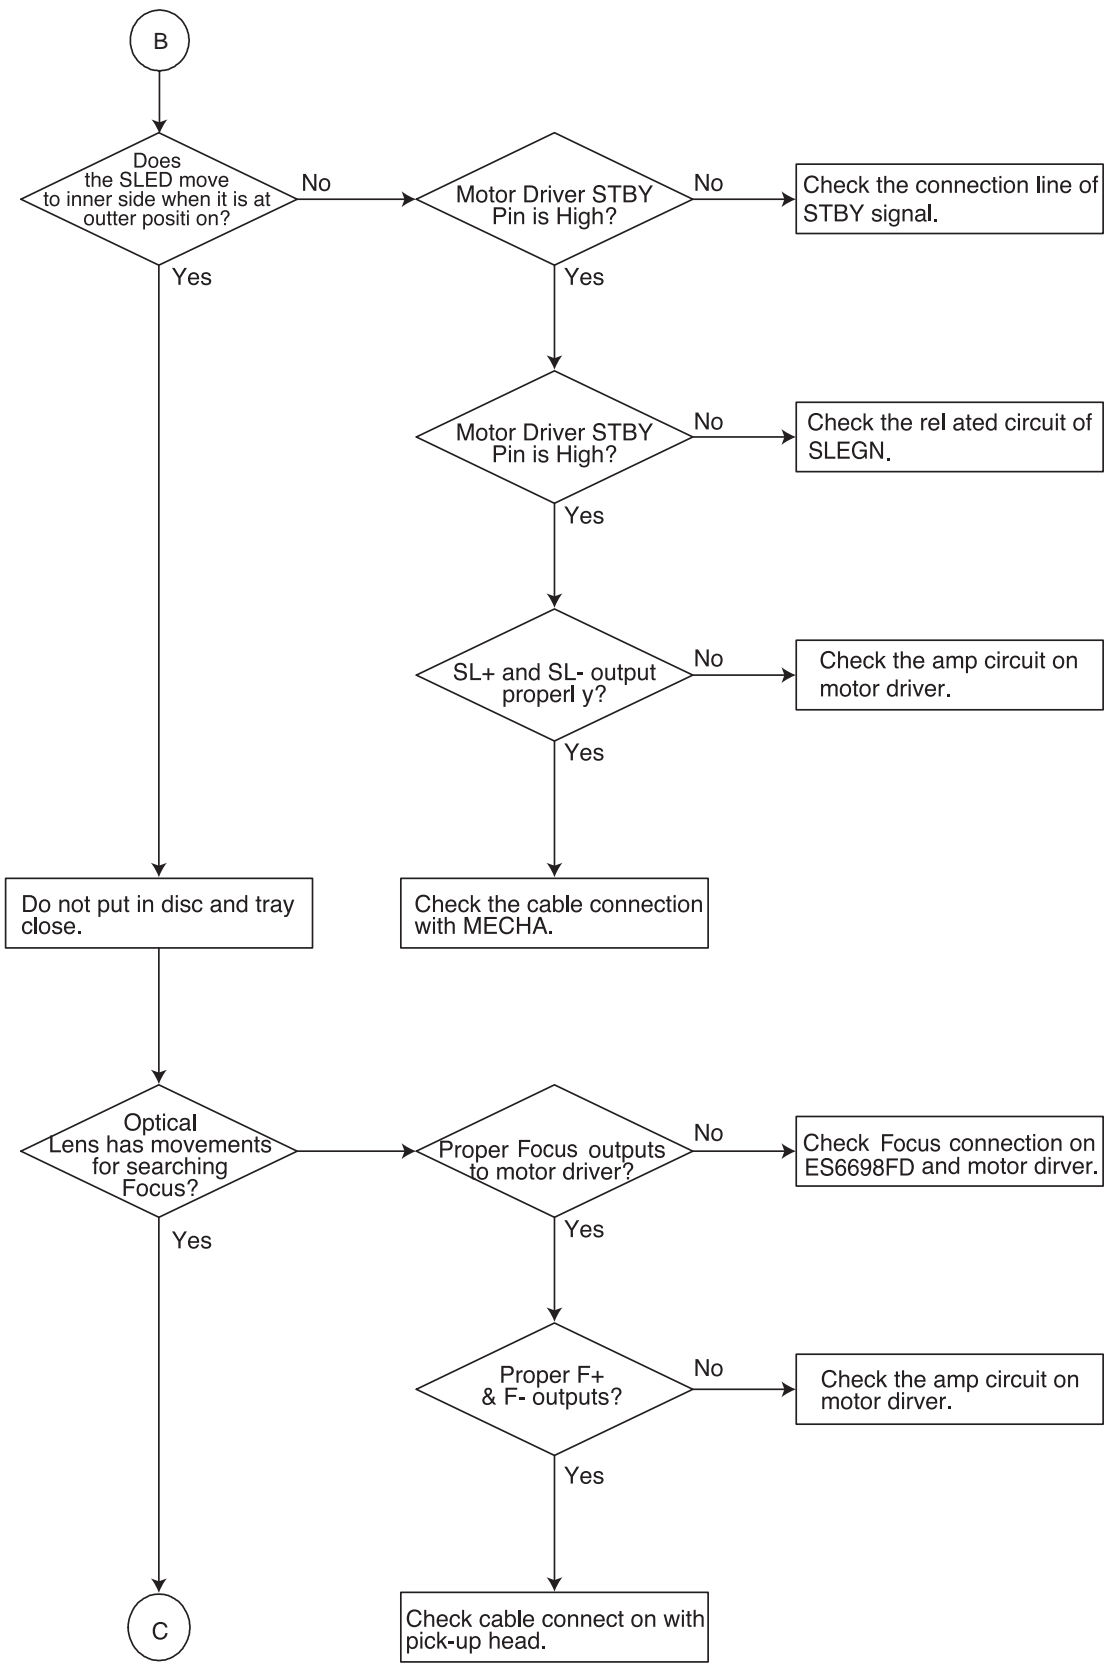 B
Does
the SLED move
to inner side when it is at
outter positi on?
No
Yes
Motor Driver STBY
Pin is High?
No
Yes
Check the connection line of
STBY signal.
Motor Driver STBY
Pin is High?
No
Yes
Check the rel ated circuit of
SLEGN.
SL+ and SL- output
properl y?
No
Yes
Check the amp circuit on
motor driver.
Do not put in disc and tray
close.
Check the cable connection
with MECHA.
Optical
Lens has movements
for searching
Focus?
Yes
Proper Focus outputs
to motor driver?
No
Yes
Check Focus connection on
ES6698FD and motor dirver.
Proper F+
& F- outputs?
No
Yes
Check the amp circuit on
motor dirver.
C
Check cable connect on with
pick-up head.